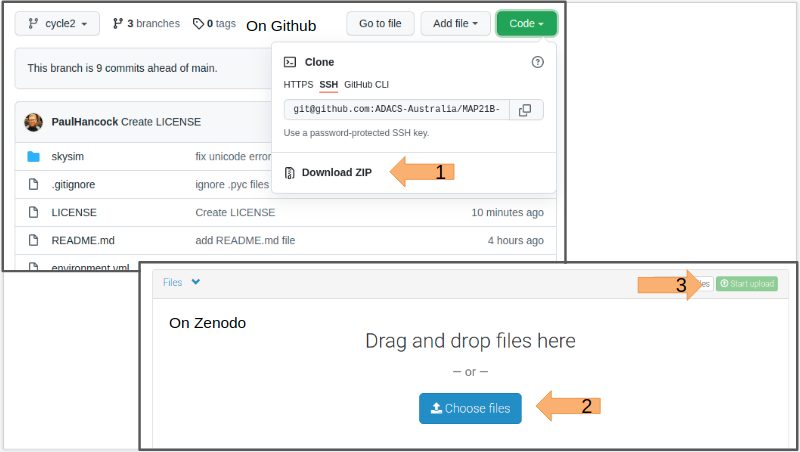 cycle2 3 branches 0 tags On Github Go to file Add file Code
This branch is 9 commits ahead of main.
Clone
HTTPS SSH GitHub CLI
git@github.com:ADACS-Australia/MAP21B-
Use a password-protected SSH key.
Download ZIP 1
PaulHancock Create LICENSE
skysim fix unicode error
.gitignore ignore .pyc files
LICENSE Create LICENSE 10 minutes ago
README.md add README.md file 4 hours ago
environment.yml
Files 3 Start upload
On Zenodo
Drag and drop files here
— or —
Choose files 2